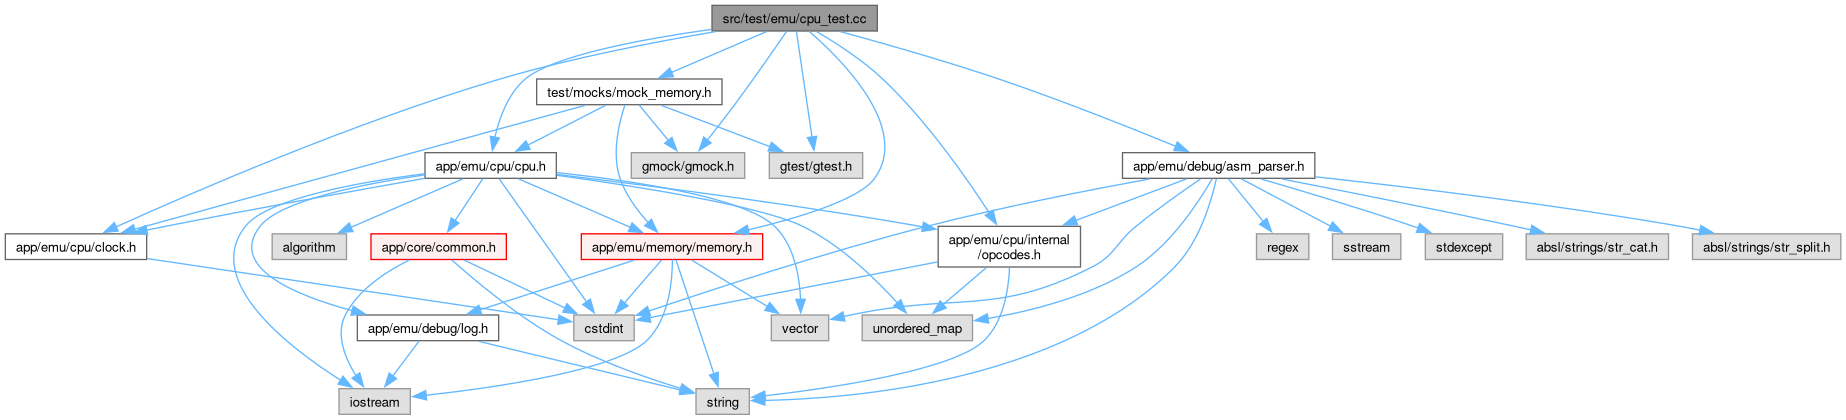 src/test/emu/cpu_test.cc
test/mocks/mock_memory.h
app/emu/cpu/cpu.h
gmock/gmock.h
gtest/gtest.h
app/emu/debug/asm_parser.h
app/emu/cpu/clock.h
algorithm
app/core/common.h
app/emu/memory/memory.h
app/emu/cpu/internal
/opcodes.h
regex
sstream
stdexcept
absl/strings/str_cat.h
absl/strings/str_split.h
app/emu/debug/log.h
cstdint
vector
unordered_map
iostream
string